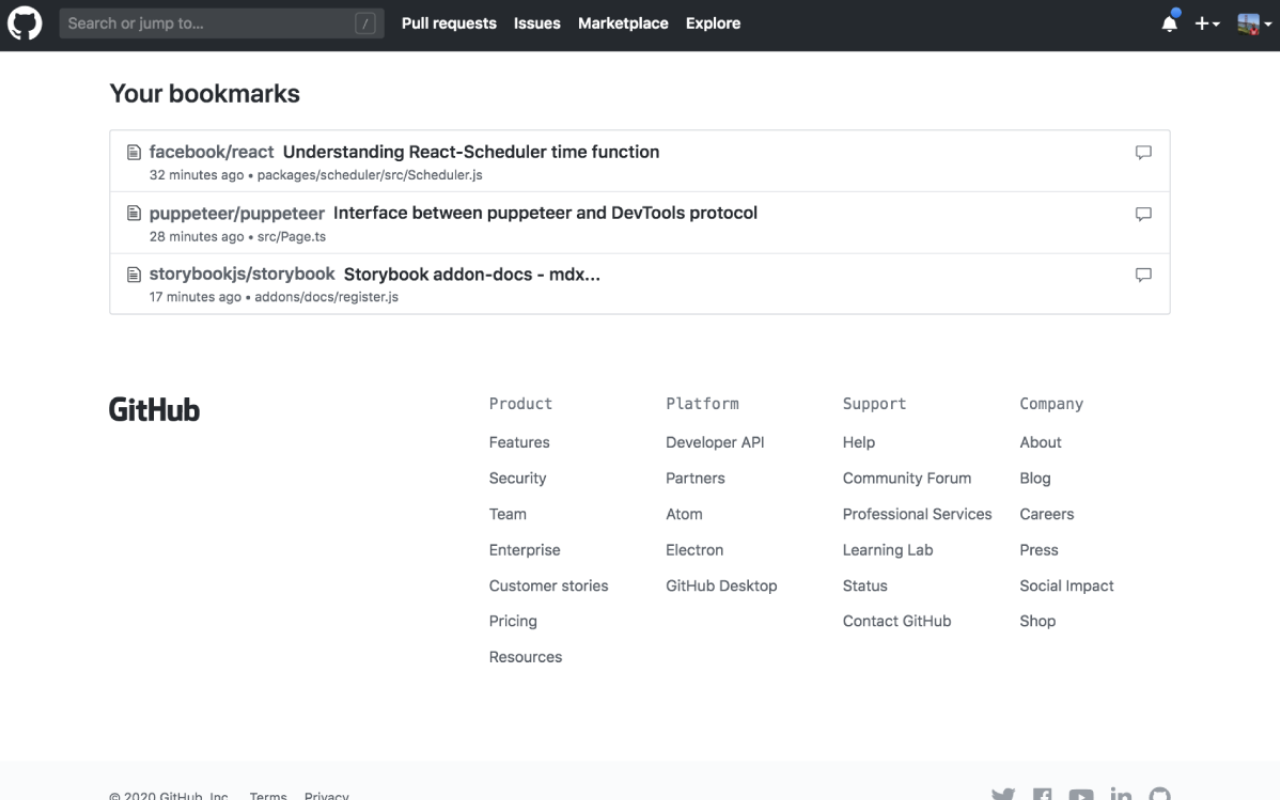 Search or jump to... /
Pull requests Issues Marketplace Explore
Your bookmarks
facebook/react Understanding React-Scheduler time function
32 minutes ago • packages/scheduler/src/Scheduler.js
puppeteer/puppeteer Interface between puppeteer and DevTools protocol
28 minutes ago • src/Page.ts
storybookjs/storybook Storybook addon-docs - mdx...
17 minutes ago • addons/docs/register.js
GitHub
Product
Features
Security
Team
Enterprise
Customer stories
Pricing
Resources
Platform
Developer API
Partners
Atom
Electron
GitHub Desktop
Support
Help
Community Forum
Professional Services
Learning Lab
Status
Contact GitHub
Company
About
Blog
Careers
Press
Social Impact
Shop
© 2020 GitHub, Inc. Terms Privacy